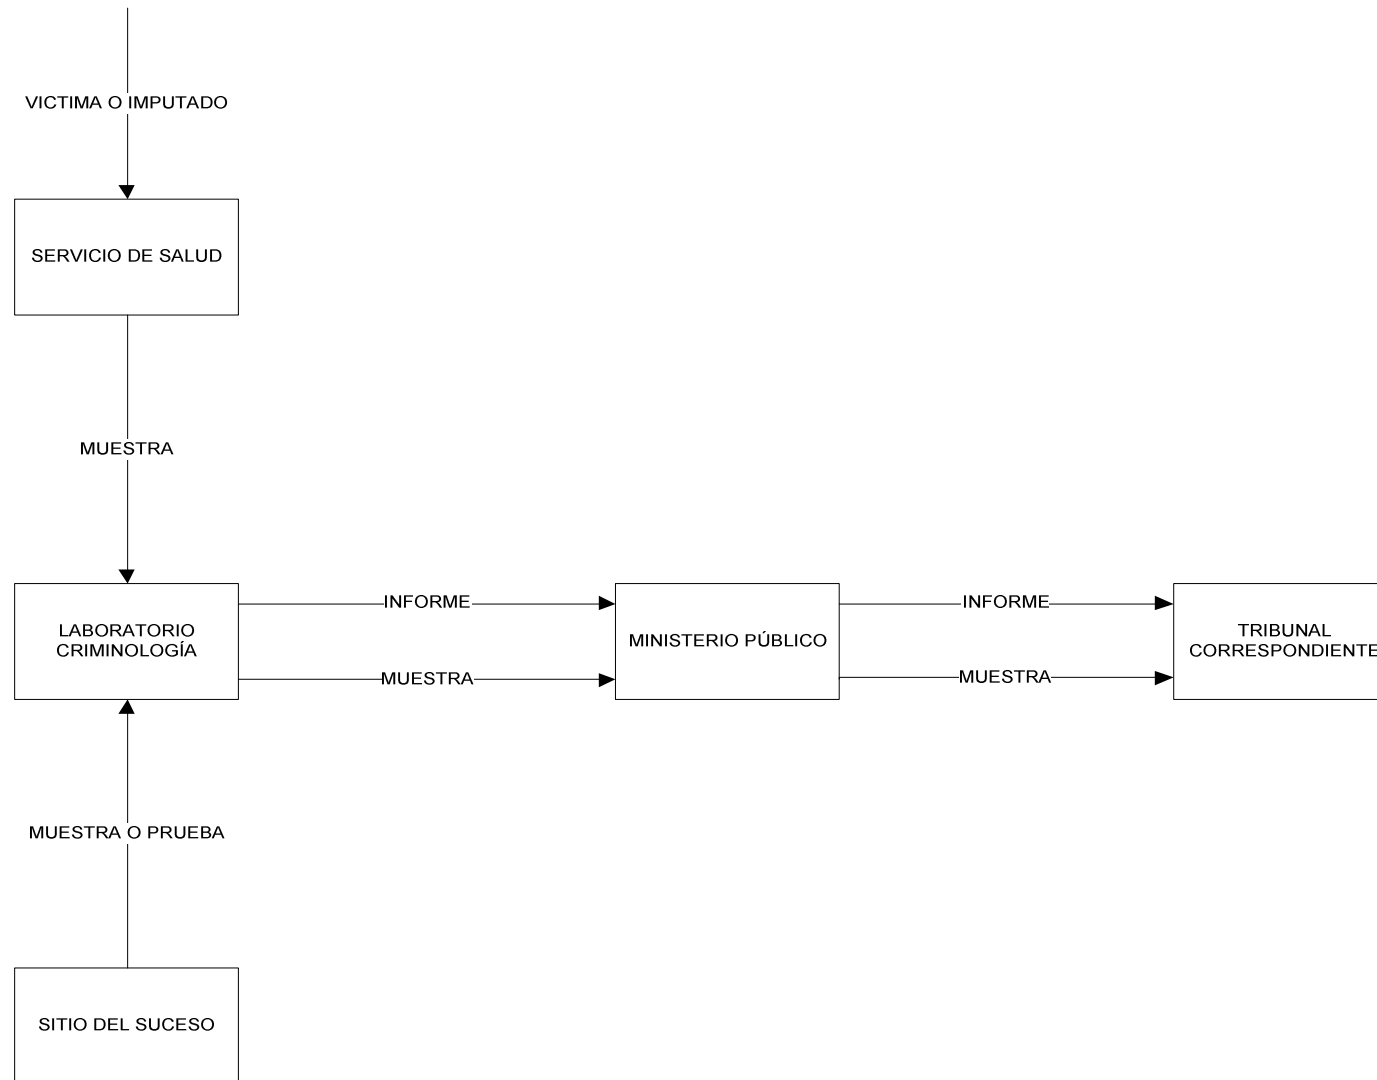 VICTIMA O IMPUTADO
SERVICIO DE SALUD
MUESTRA
INFORME
INFORME
LABORATORIO
CRIMINOLOGÍA
MINISTERIO PÚBLICO
TRIBUNAL
CORRESPONDIENTE
MUESTRA
MUESTRA
MUESTRA O PRUEBA
SITIO DEL SUCESO